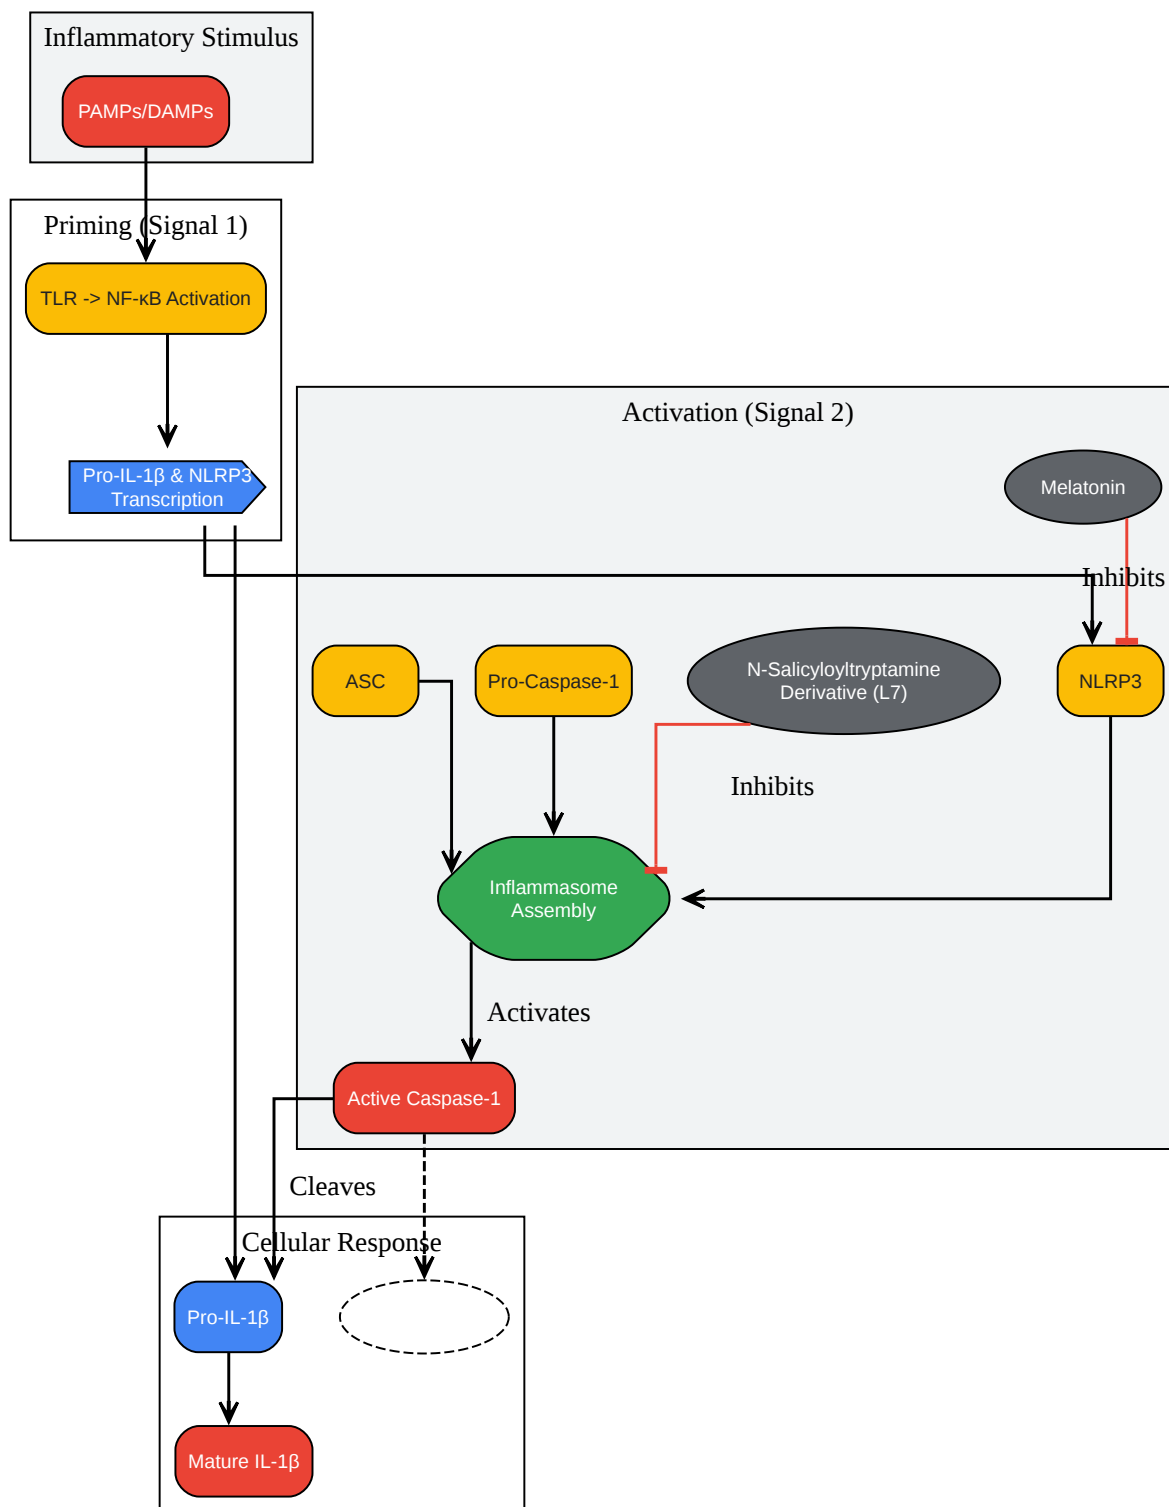 Inflammatory Stimulus
PAMPs/DAMPs
Priming (Signal 1)
TLR -> NF-κB Activation
Pro-IL-1β & NLRP3
Transcription
Activation (Signal 2)
Melatonin
Inhibits
ASC
Pro-Caspase-1
N-Salicyloyltryptamine
Derivative (L7)
NLRP3
Inhibits
Inflammasome
Assembly
Activates
Active Caspase-1
Cleaves
Cellular Response
Pro-IL-1β
Mature IL-1β